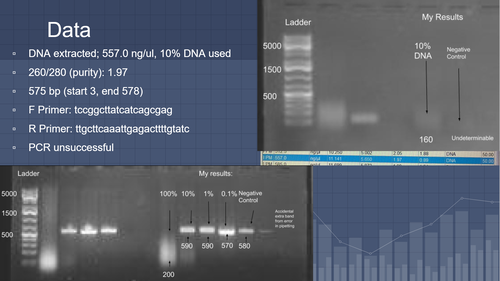 Data
DNA extracted; 557.0 ng/ul, 10% DNA used
260/280 (purity): 1.97
575 bp (start 3, end 578)
F Primer: tccggcttatcatcagcgag
R Primer: ttgcttcaaattgagacttttgtatc
PCR unsuccessful
Ladder
My Results
5000
1500
500
10%
DNA
Negative
Control
160
Undeterminable
Ladder
My results:
5000
1500
500
100% 10% 1% 0.1% Negative
Control
Accidental
extra band
from error
in pipetting
590 590 570 580
200